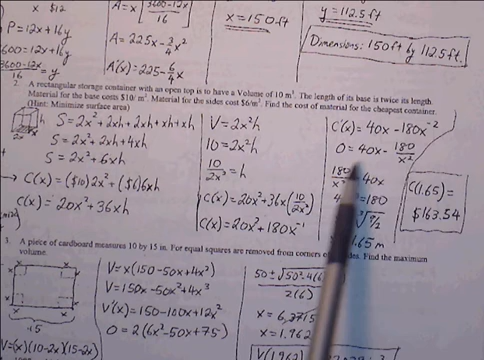 x $12
P = 12x + 16y
3600 = 12x + 16y
3600-12x / 16 = y
A = x [3600-12x / 16]
A = 225x - 3/4 x²
A'(x) = 225 - 6/4 x
x = 150 ft
y = 112.5 ft
Dimensions: 150 ft by 112.5 ft.
2. A rectangular storage container with an open top is to have a Volume of 10 m³. The length of its base is twice its length
Material for the base costs $10/ m². Material for the sides cost $6/m². Find the cost of material for the cheapest container.
(Hint: Minimize surface area)
S = 2x² + 2xh + 2xh + xh + xh
S = 2x² + 2xh + 4xh
S = 2x² + 6xh
→ C(x) = ($10) 2x² + ($6) 6xh
C(x) = 20x² + 36xh
V = 2x²h
10 = 2x²h
10 / 2x² = h
C(x) = 20x² + 36x (10 / 2x²)
C(x) = 20x² + 180x⁻¹
C'(x) = 40x - 180x⁻²
0 = 40x - 180 / x²
40x
= 180
∛9/2
1.65 m
C(1.65) =
$163.54
3. A piece of cardboard measures 10 by 15 in. For equal squares are removed from corners
sides. Find the maximum
volume.
15
V = (x)(10-2x)(15-2x)
V = x(150 - 50x + 4x²)
V = 150x - 50x² + 4x³
V'(x) = 150 - 100x + 12x²
0 = 2(6x² - 50x + 75)
2(6)
x = 1.962
V(1.962)